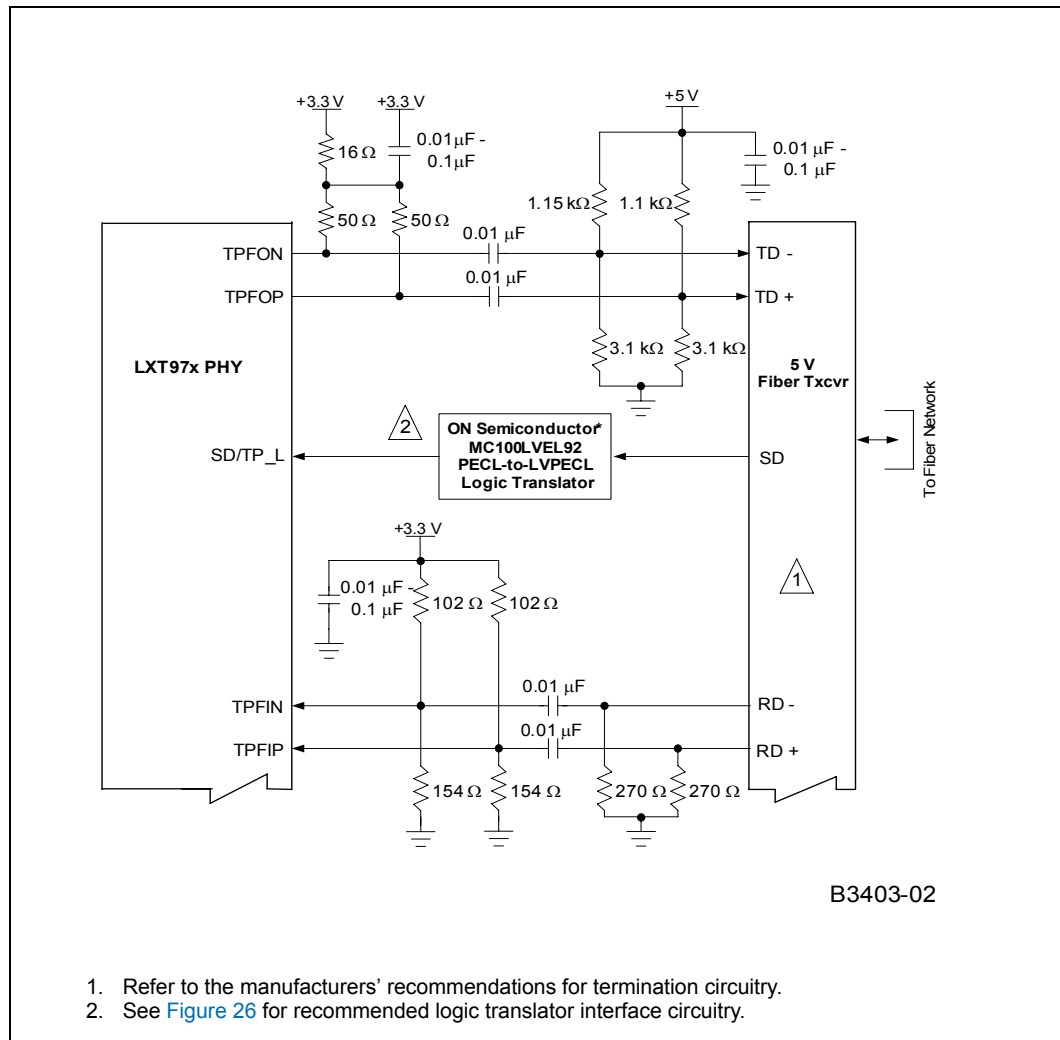 +3.3 V
+3.3 V
16 Ω
0.01µF -
0.1µF
+5 V
0.01 µF -
0.1 µF
50 Ω
50 Ω
1.15 kΩ
1.1 kΩ
TPFON
0.01 µF
TD -
TPFOP
0.01 µF
TD +
3.1 kΩ
3.1 kΩ
LXT97x PHY
5 V
Fiber Txcvr
To Fiber Network
2
ON Semiconductor*
MC100LVEL92
PECL-to-LVPECL
Logic Translator
SD/TP_L
SD
+3.3 V
0.01 µF -
0.1 µF
102 Ω
102 Ω
1
TPFIN
0.01 µF
RD -
TPFIP
0.01 µF
RD +
154 Ω
154 Ω
270 Ω
270 Ω
B3403-02
1. Refer to the manufacturers’ recommendations for termination circuitry.
2. See Figure 26 for recommended logic translator interface circuitry.